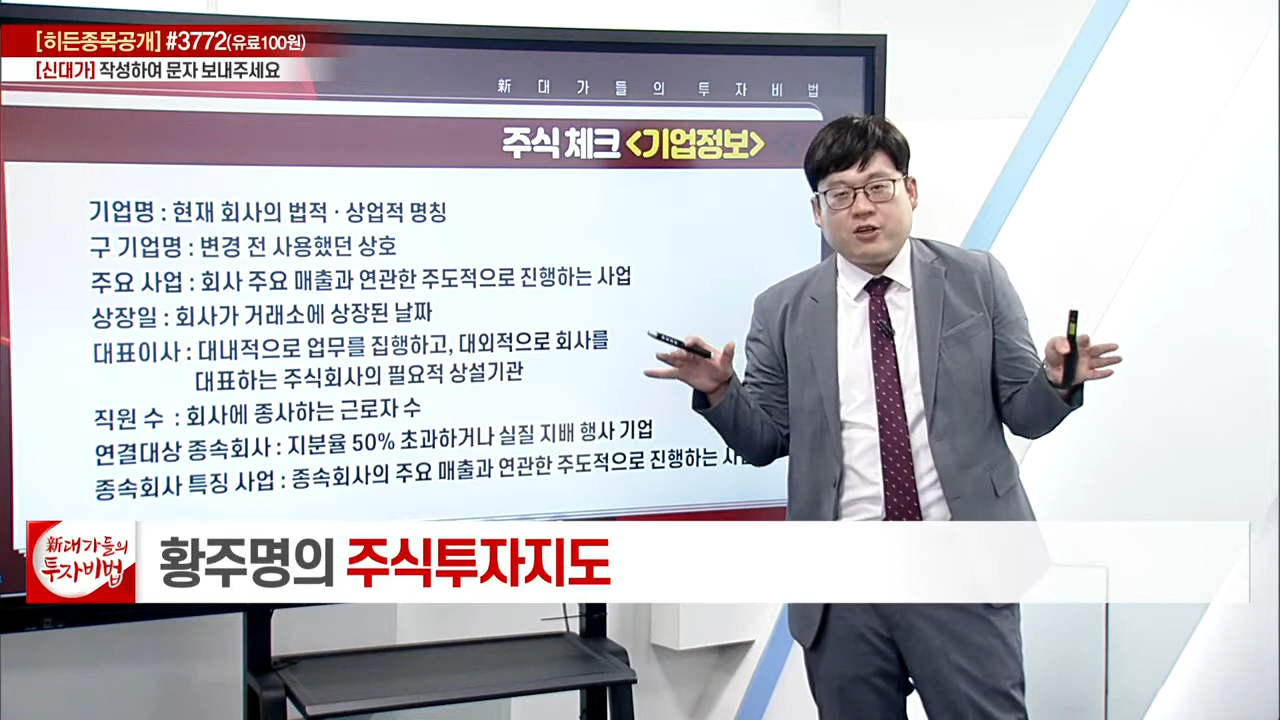 [히든종목공개] #3772(유료100원)
[신대가] 작성하여 문자 보내주세요
新 대 가 들 의 투 자 비 법
주식 체크 <기업정보>
기업명 : 현재 회사의 법적 · 상업적 명칭
구 기업명 : 변경 전 사용했던 상호
주요 사업 : 회사 주요 매출과 연관한 주도적으로 진행하는 사업
상장일 : 회사가 거래소에 상장된 날짜
대표이사 : 대내적으로 업무를 집행하고, 대외적으로 회사를
대표하는 주식회사의 필요적 상설기관
직원 수 : 회사에 종사하는 근로자 수
연결대상 종속회사 : 지분율 50% 초과하거나 실질 지배 행사 기업
종속회사 특징 사업 : 종속회사의 주요 매출과 연관한 주도적으로 진행하는
新대가들의
투자비법
황주명의 주식투자지도